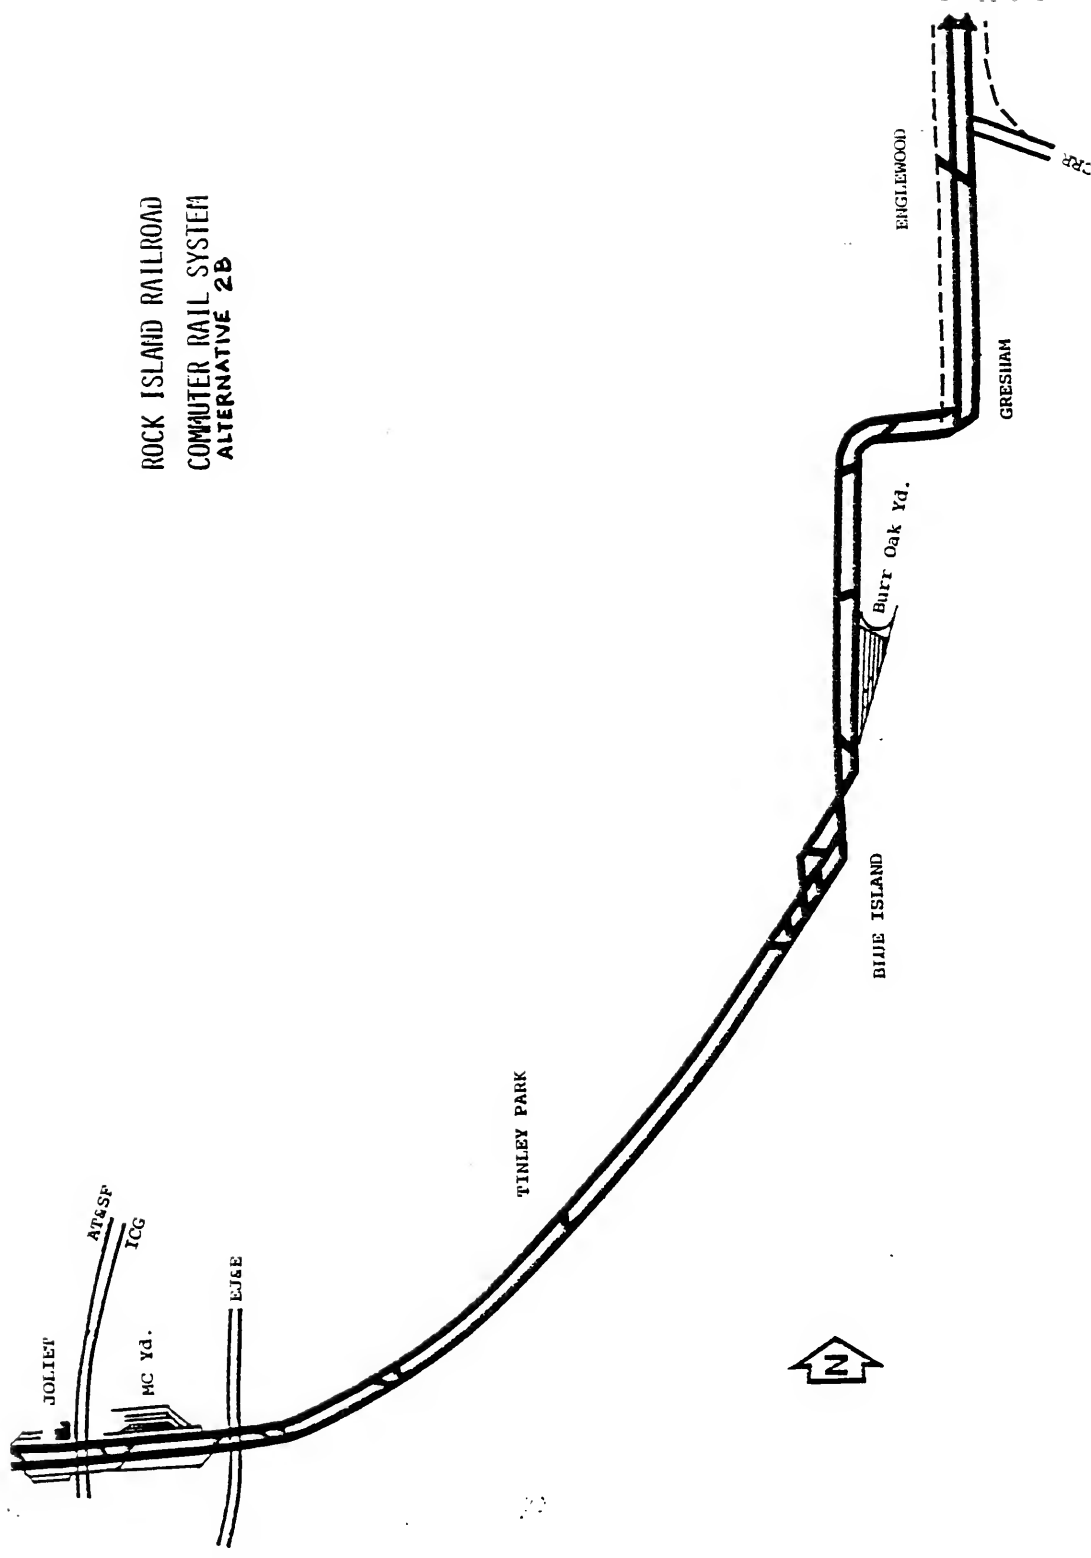 ROCK ISLAND RAILROAD
COMMUTER RAIL SYSTEM
ALTERNATIVE 2B
JOLIET
AT&SF
ICG
MC Yd.
EJ&E
TINLEY PARK
BLUE ISLAND
Burr Oak Yd.
GRESHAM
ENGLEWOOD
N